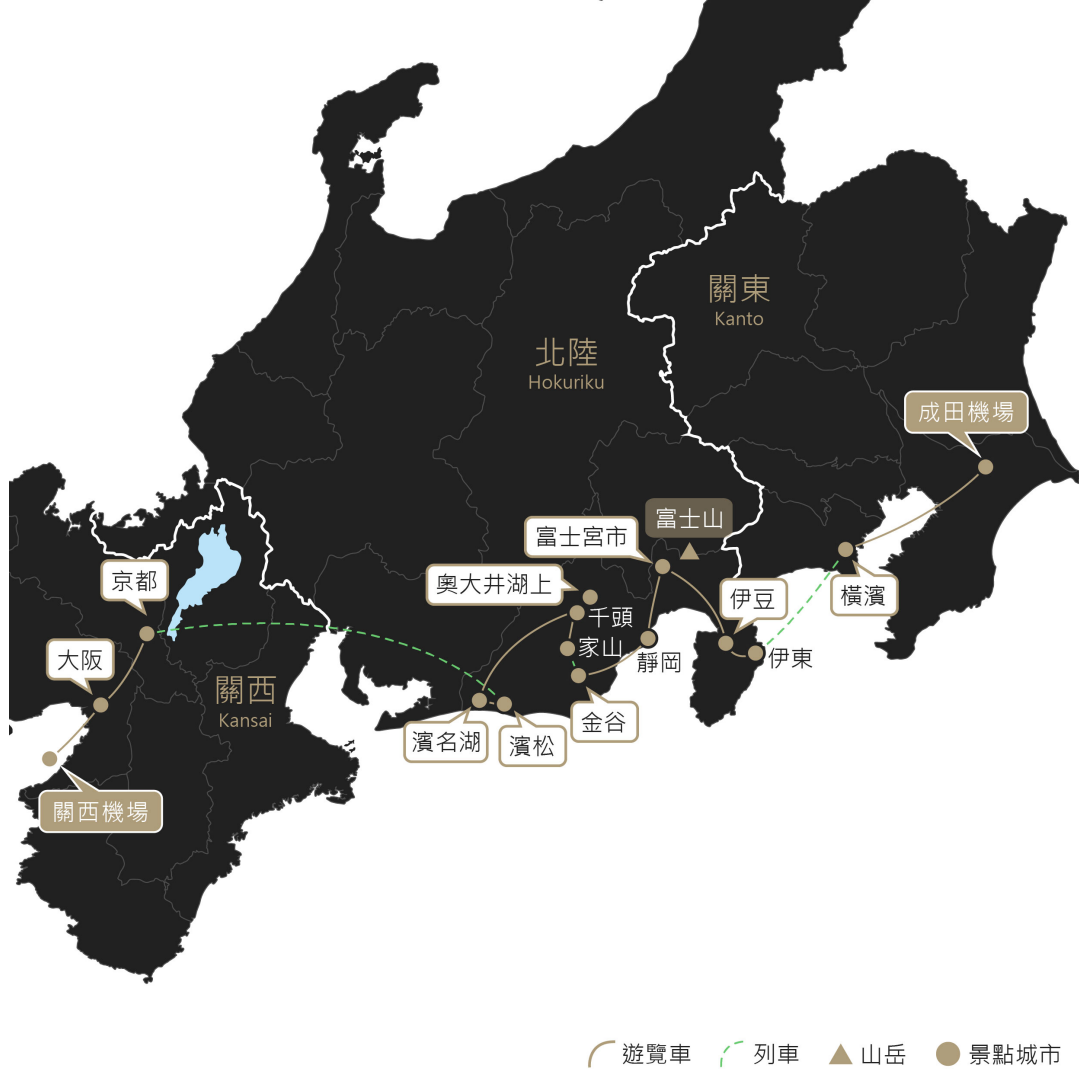 關東
Kanto
北陸
Hokuriku
成田機場
富士山
富士宮市
京都
奧大井湖上
伊豆
橫濱
千頭
大阪
家山
靜岡
伊東
關西
Kansai
金谷
濱名湖
濱松
關西機場
遊覽車
列車
山岳
景點城市